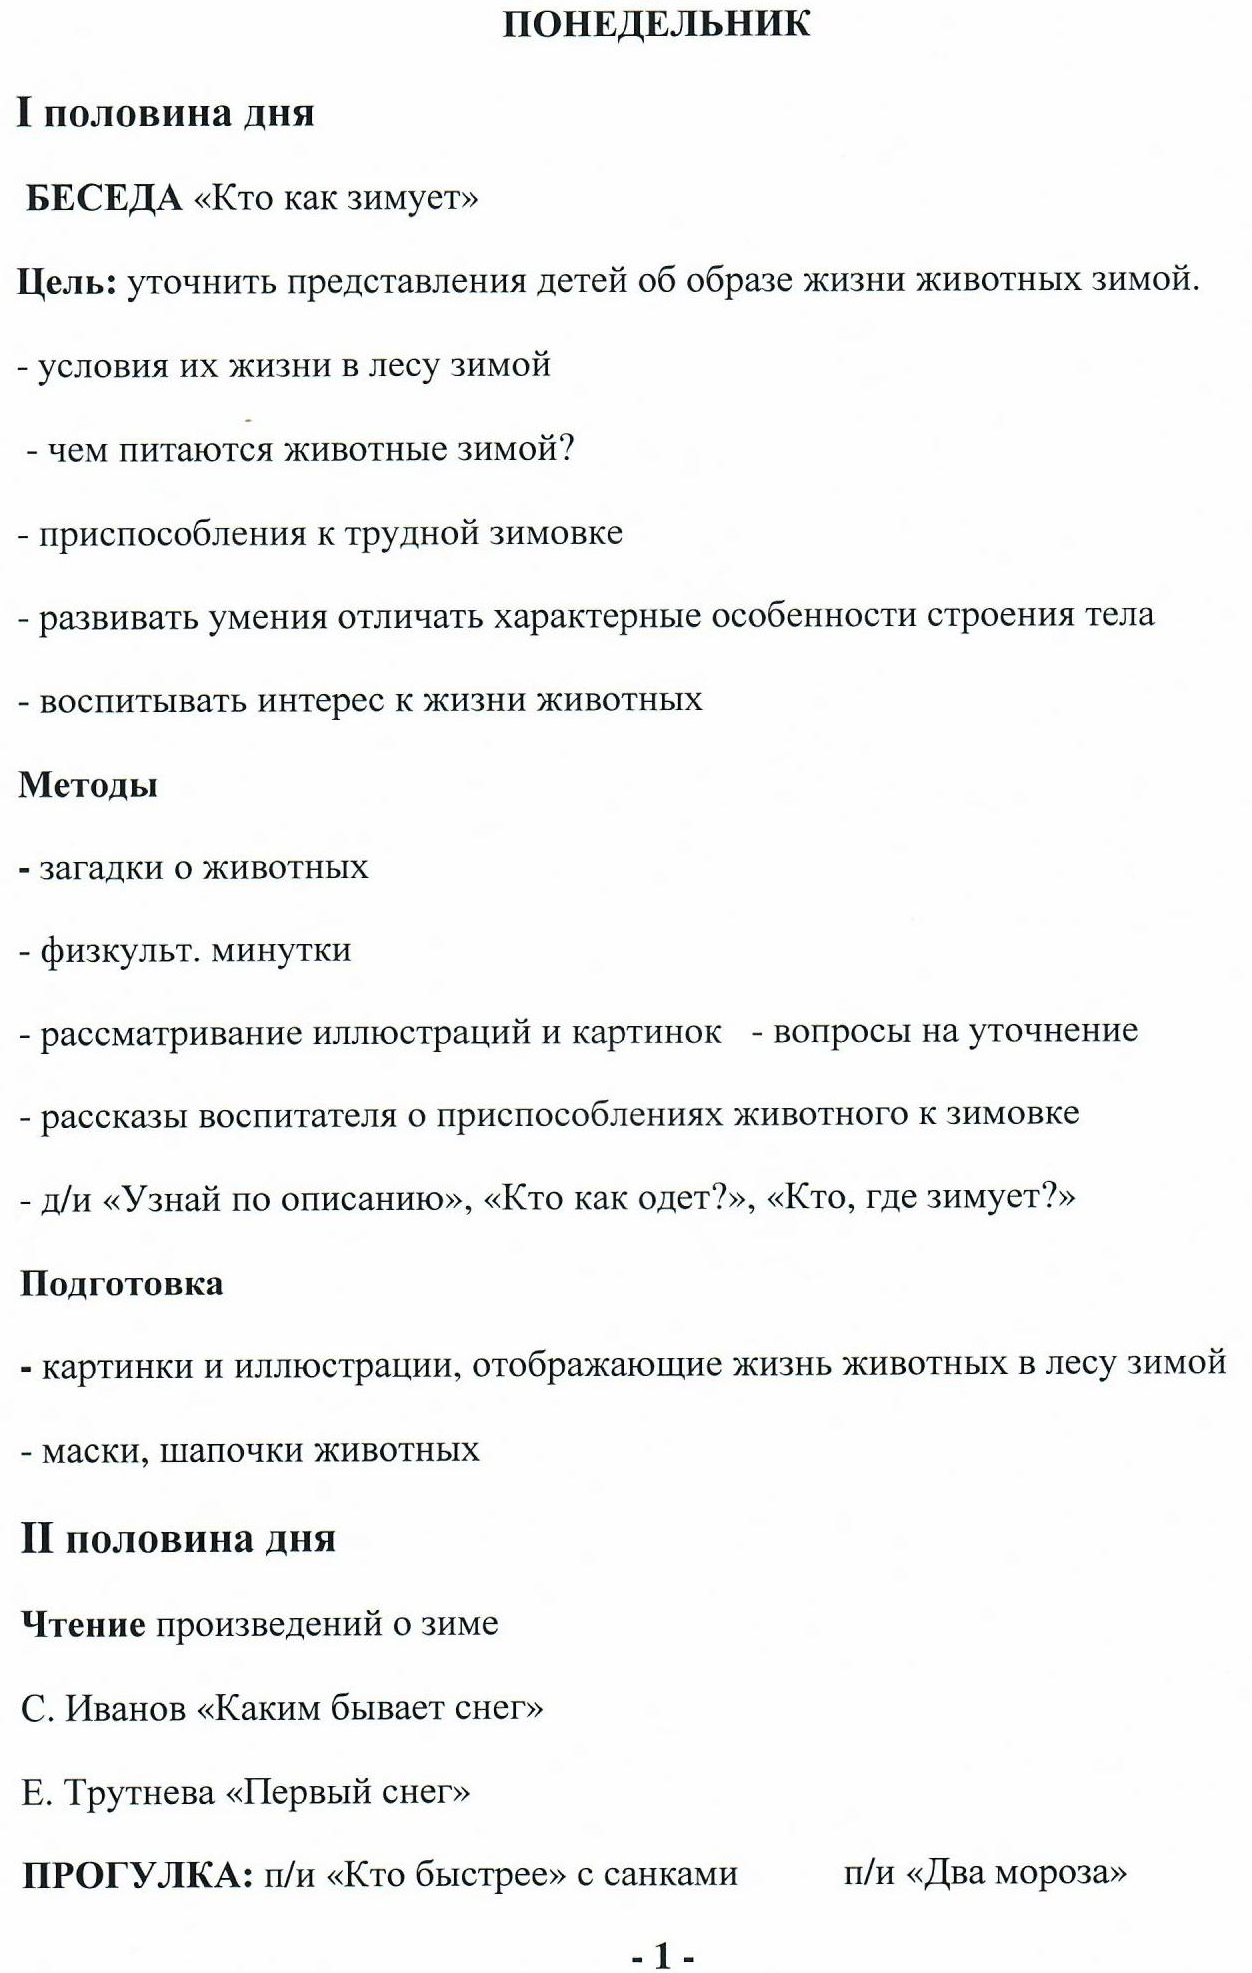 ПОНЕДЕЛЬНИК
I половина дня
БЕСЕДА «Кто как зимует»
Цель: уточнить представления детей об образе жизни животных зимой.
- условия их жизни в лесу зимой
- чем питаются животные зимой?
- приспособления к трудной зимовке
- развивать умения отличать характерные особенности строения тела
- воспитывать интерес к жизни животных
Методы
- загадки о животных
- физкульт. минутки
- рассматривание иллюстраций и картинок - вопросы на уточнение
- рассказы воспитателя о приспособлениях животного к зимовке
- д/и «Узнай по описанию», «Кто как одет?», «Кто, где зимует?»
Подготовка
- картинки и иллюстрации, отображающие жизнь животных в лесу зимой
- маски, шапочки животных
II половина дня
Чтение произведений о зиме
С. Иванов «Каким бывает снег»
Е. Трутнева «Первый снег»
ПРОГУЛКА: п/и «Кто быстрее» с санками п/и «Два мороза»
- 1 -